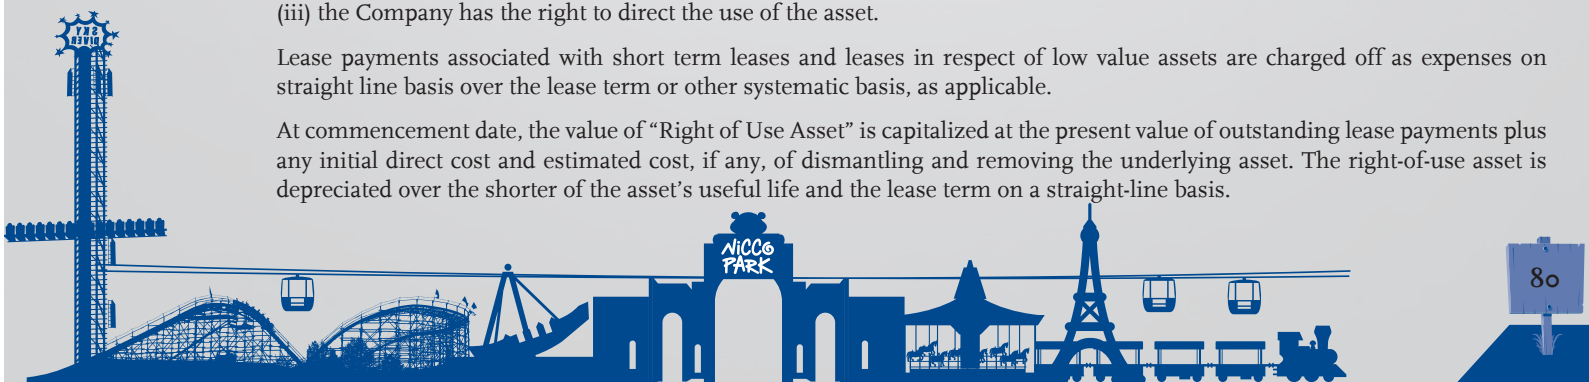 (iii) the Company has the right to direct the use of the asset.
Lease payments associated with short term leases and leases in respect of low value assets are charged off as expenses on
straight line basis over the lease term or other systematic basis, as applicable.
At commencement date, the value of “Right of Use Asset” is capitalized at the present value of outstanding lease payments plus
any initial direct cost and estimated cost, if any, of dismantling and removing the underlying asset. The right-of-use asset is
depreciated over the shorter of the asset’s useful life and the lease term on a straight-line basis.
SKY
DIVER
NICCO
PARK
80